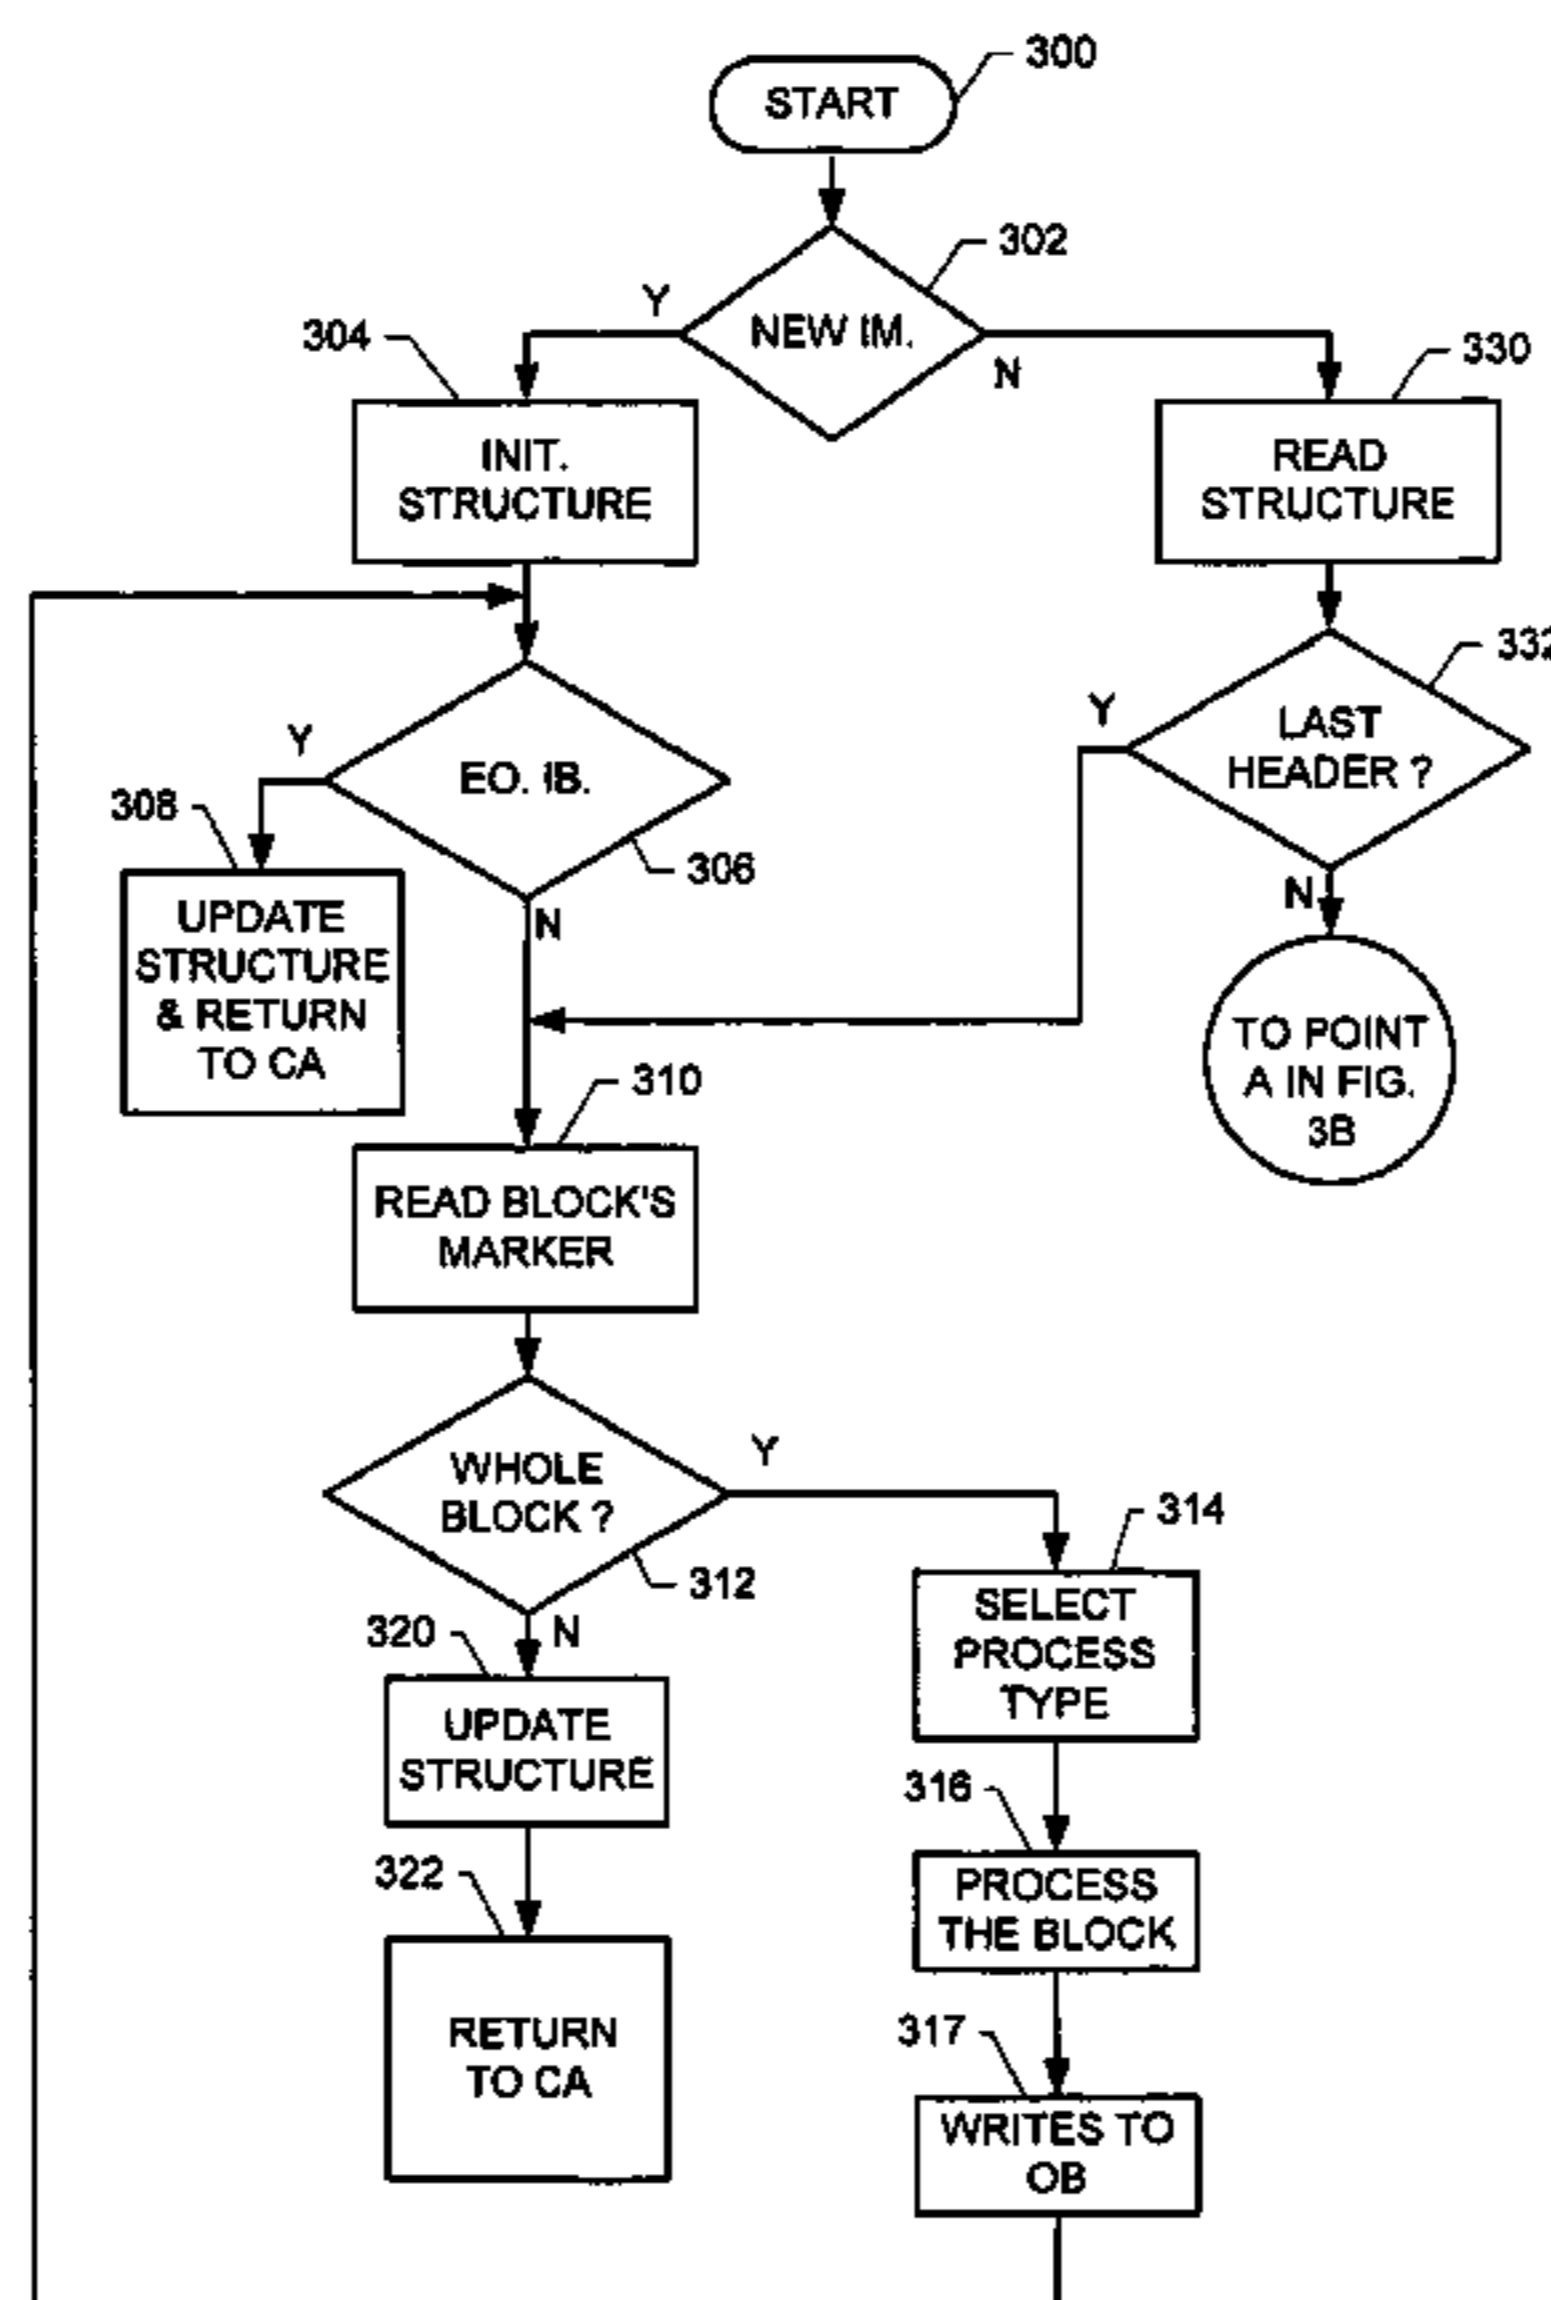 300
START
302
Y
NEW IM.
N
304
330
INIT.
STRUCTURE
READ
STRUCTURE
332
Y
EO. IB.
Y
LAST
HEADER ?
308
306
N
N
UPDATE
STRUCTURE
& RETURN
TO CA
TO POINT
A IN FIG.
3B
310
READ BLOCK'S
MARKER
WHOLE
BLOCK ?
Y
312
314
320
N
SELECT
PROCESS
TYPE
UPDATE
STRUCTURE
316
322
PROCESS
THE BLOCK
RETURN
TO CA
317
WRITES TO
OB